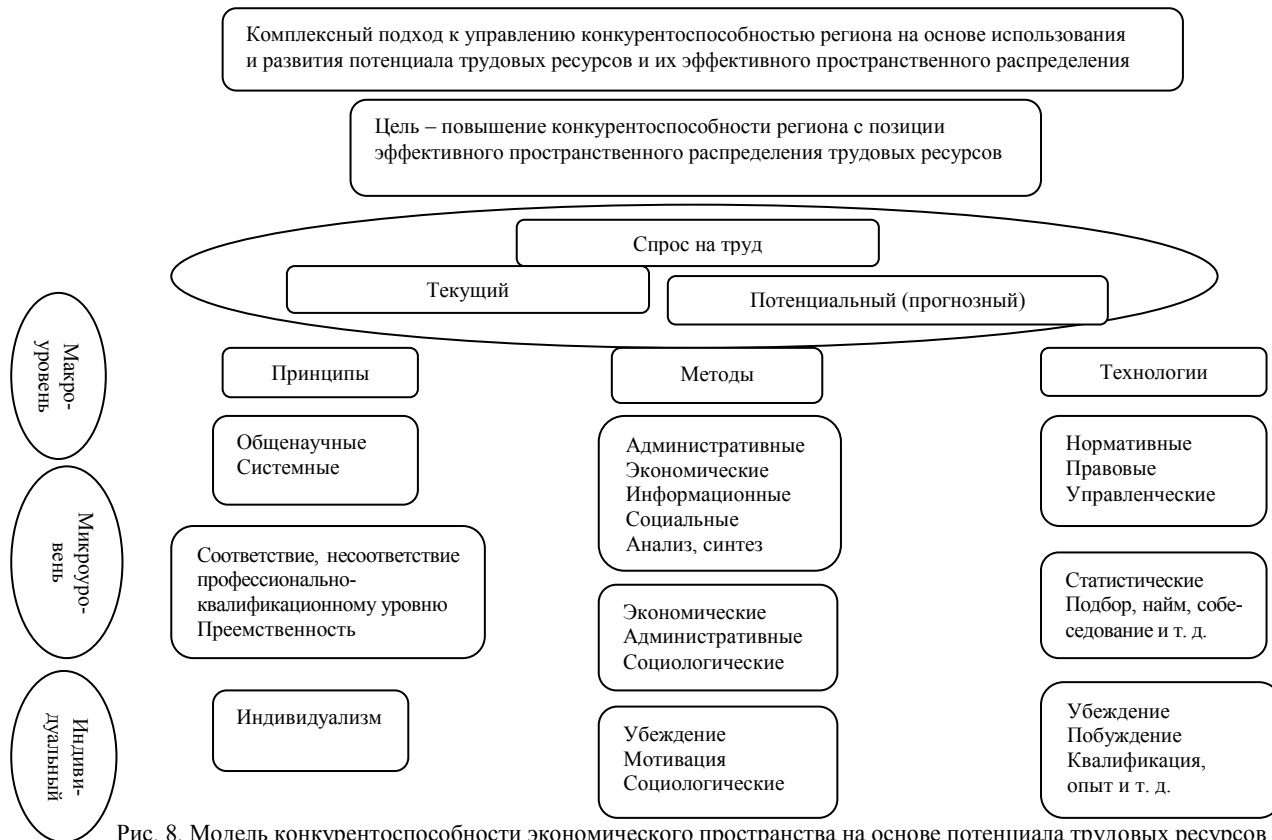 Комплексный подход к управлению конкурентоспособностью региона на основе использования
и развития потенциала трудовых ресурсов и их эффективного пространственного распределения
Цель – повышение конкурентоспособности региона с позиции
эффективного пространственного распределения трудовых ресурсов
Спрос на труд
Текущий
Потенциальный (прогнозный)
Макро-
уровень
Принципы
Методы
Технологии
Общенаучные
Системные
Административные
Экономические
Информационные
Социальные
Анализ, синтез
Нормативные
Правовые
Управленческие
Микроуро-
вень
Соответствие, несоответствие
профессионально-
квалификационному уровню
Преемственность
Экономические
Административные
Социологические
Статистические
Подбор, найм, собе-
седование и т. д.
Индиви-
дуальный
Индивидуализм
Убеждение
Мотивация
Социологические
Убеждение
Побуждение
Квалификация,
опыт и т. д.
Рис. 8. Модель конкурентоспособности экономического пространства на основе потенциала трудовых ресурсов